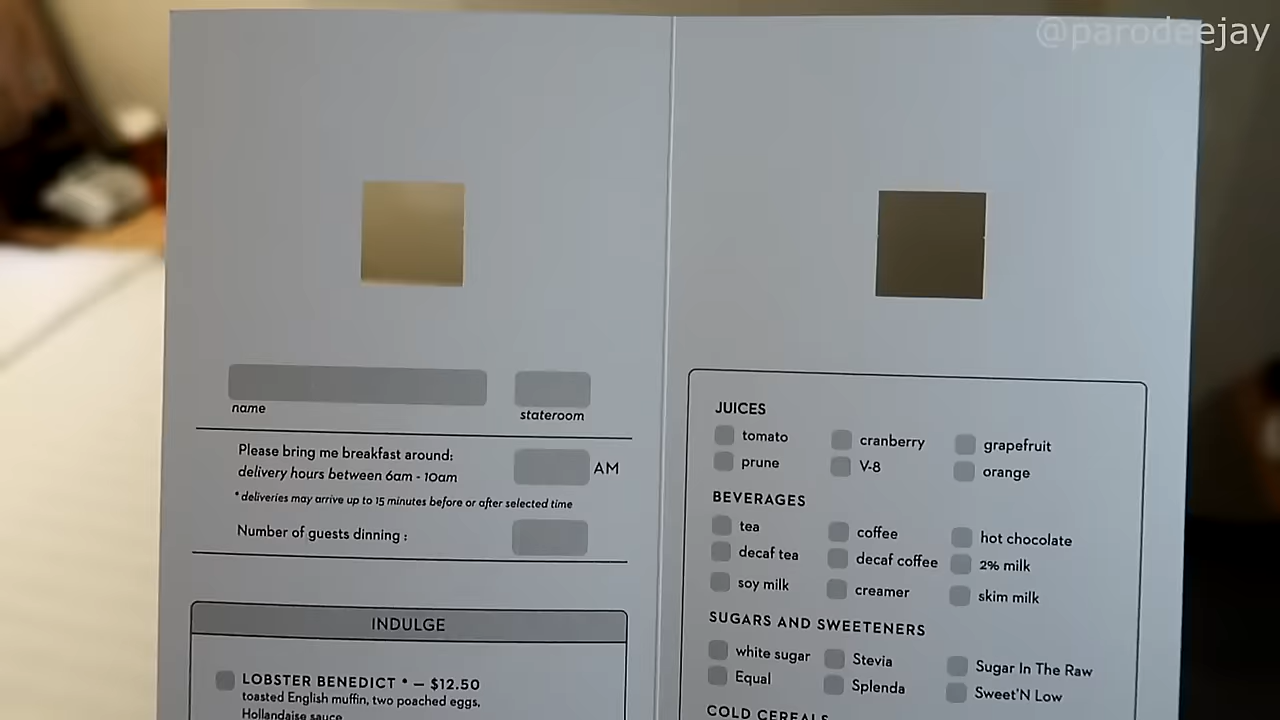 @parodeejay
name
stateroom
Please bring me breakfast around:
delivery hours between 6am - 10am
AM
* deliveries may arrive up to 15 minutes before or after selected time
Number of guests dinning :
INDULGE
LOBSTER BENEDICT * — $12.50
toasted English muffin, two poached eggs,
Hollandaise sauce
JUICES
tomato cranberry grapefruit
prune V-8 orange
BEVERAGES
tea coffee hot chocolate
decaf tea decaf coffee 2% milk
soy milk creamer skim milk
SUGARS AND SWEETENERS
white sugar Stevia Sugar In The Raw
Equal Splenda Sweet'N Low
COLD CEREALS